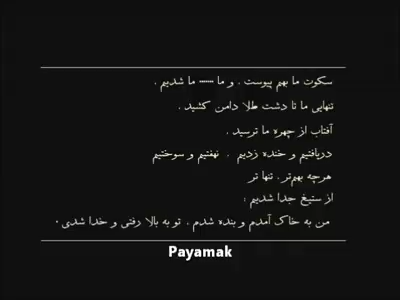 سکوت ما بهم پیوست . و ما ------ ما شدیم .
تنهایی ما تا دشت طلا دامن کشید .
آفتاب از چهره ما ترسید .
دریافتیم و خنده زدیم . نهفتیم و سوختیم
هرچه بهم‌تر . تنها تر
از ستیغ جدا شدیم :
من به خاک آمدم و بنده شدم . تو به بالا رفتی و خدا شدی .
Payamak